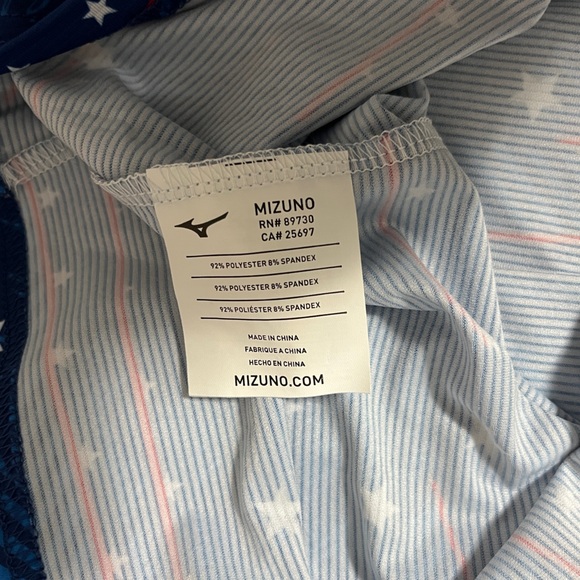 MIZUNO
RN# 89730
CA# 25697
92% POLYESTER 8% SPANDEX
92% POLYESTER 8% SPANDEX
92% POLIÉSTER 8% SPANDEX
MADE IN CHINA
FABRIQUE A CHINA
HECHO EN CHINA
MIZUNO.COM